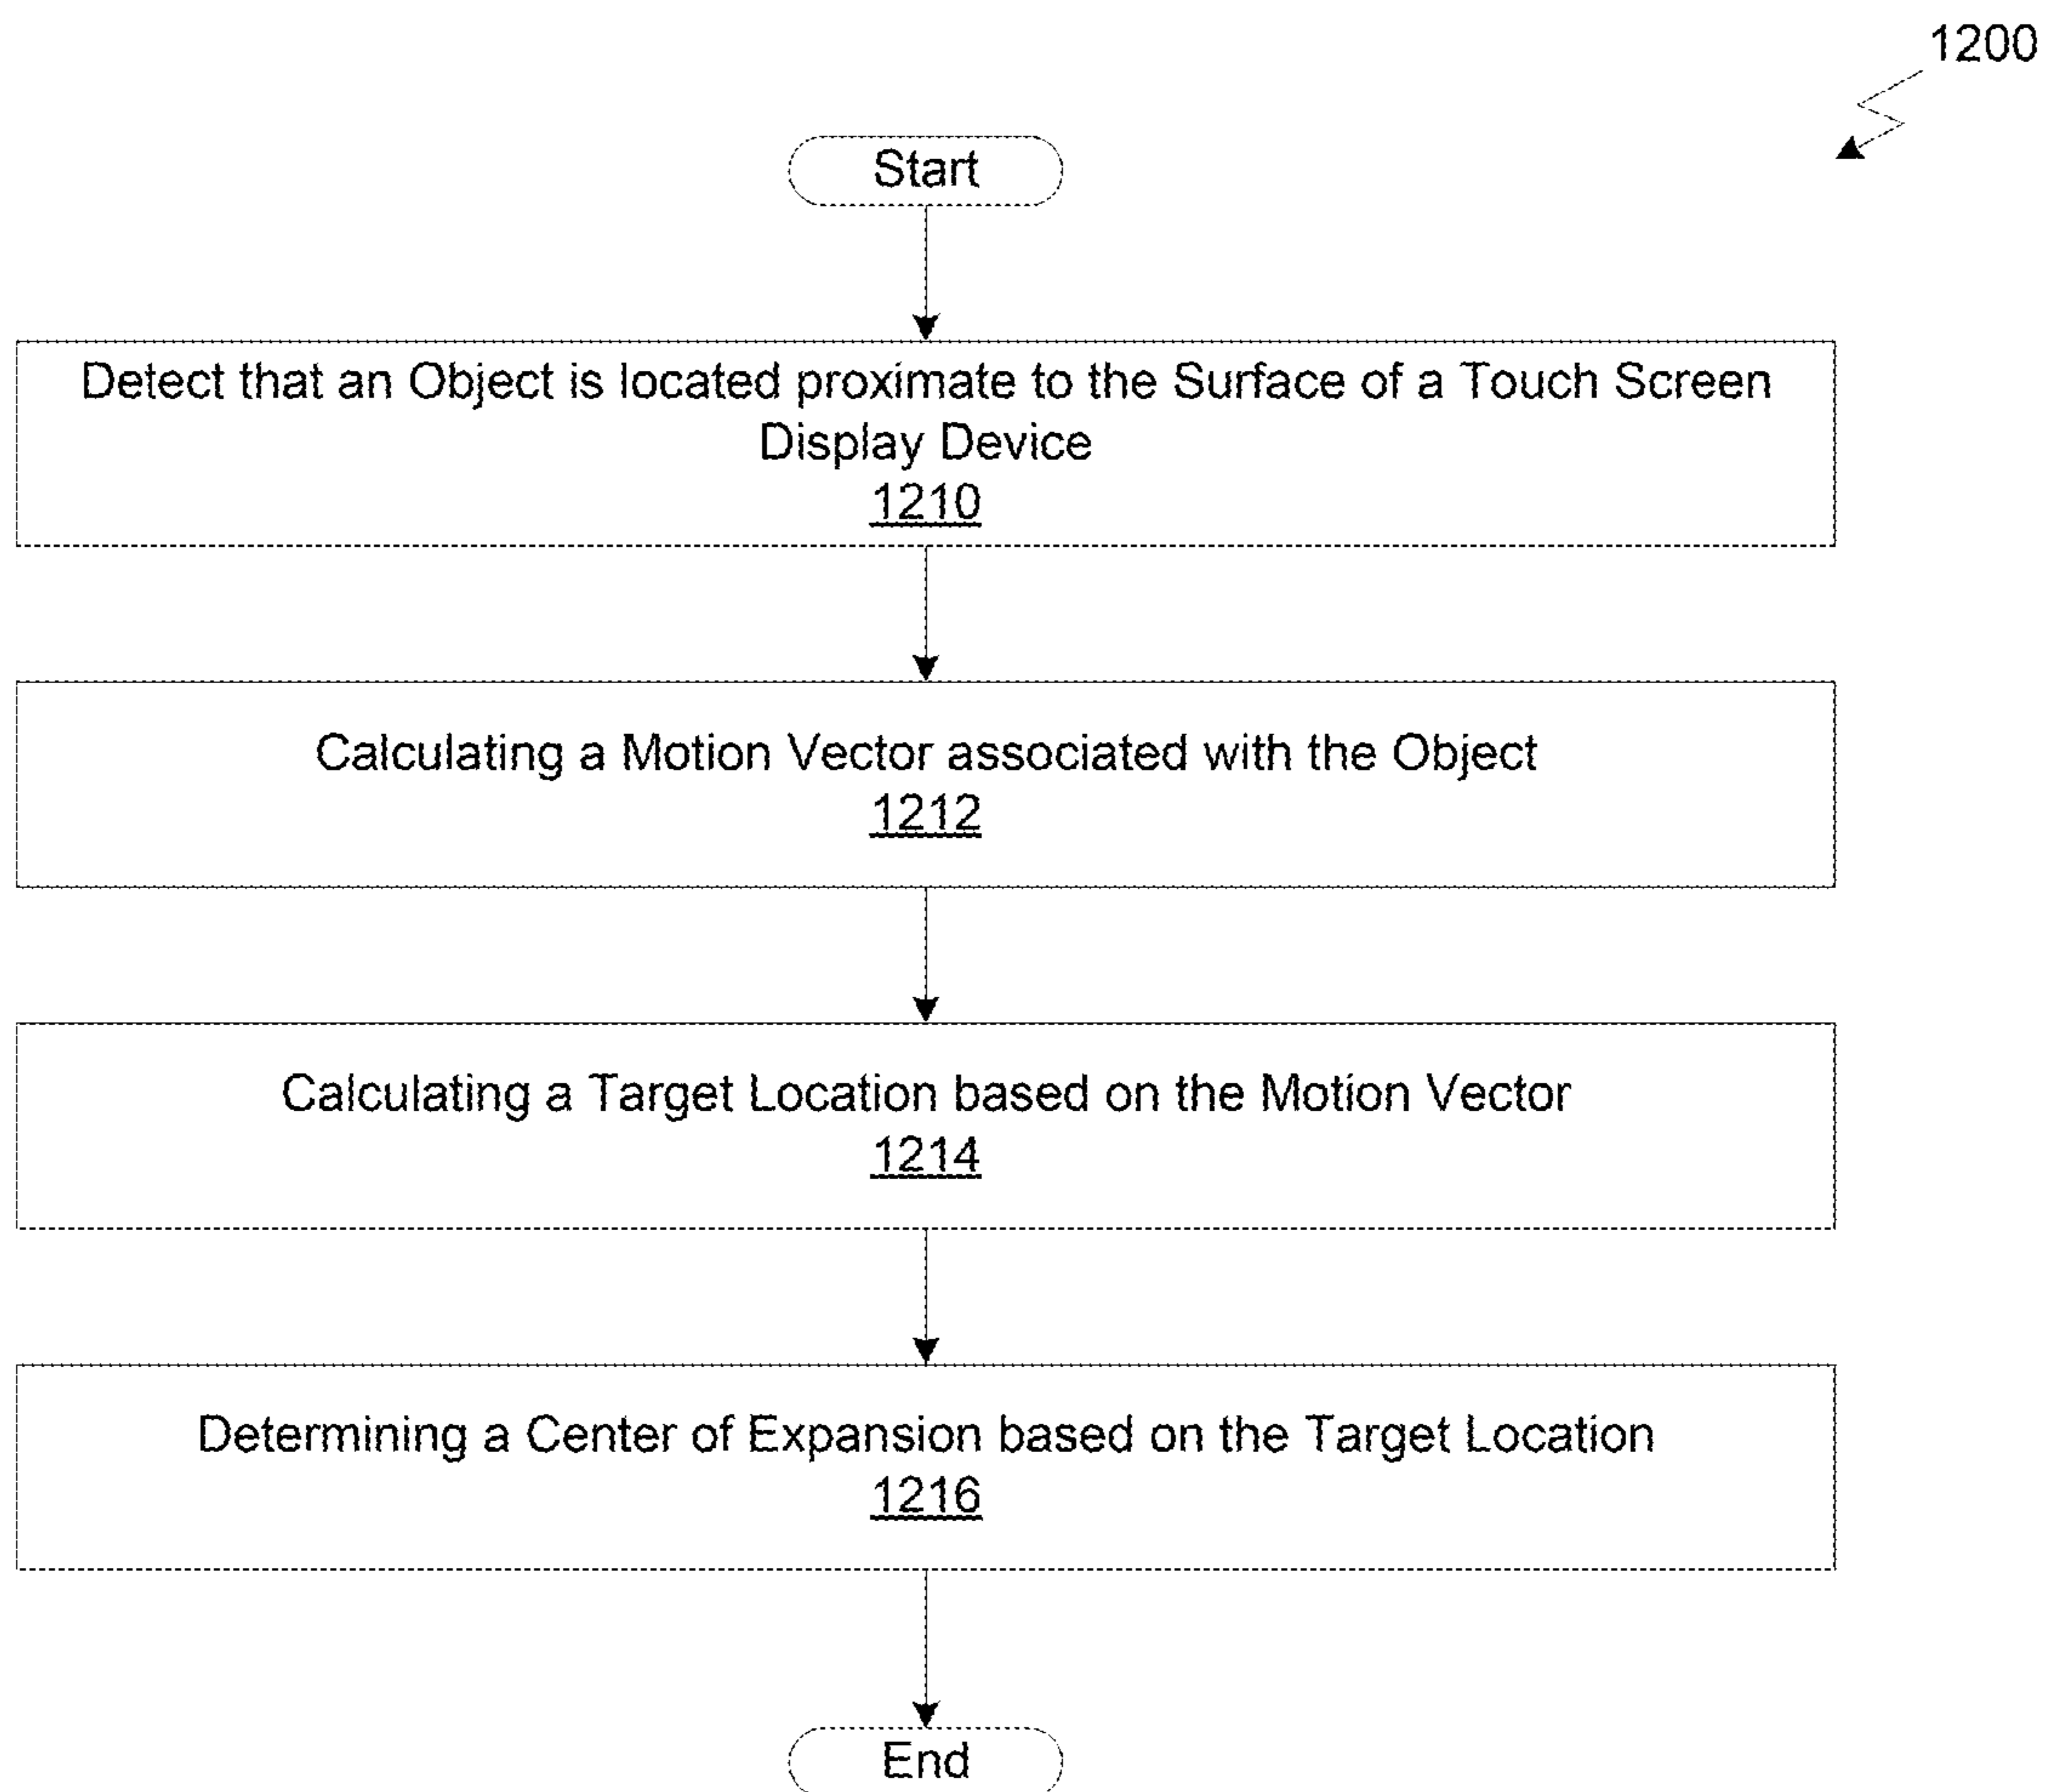 1200
Start
Detect that an Object is located proximate to the Surface of a Touch Screen
Display Device
1210
Calculating a Motion Vector associated with the Object
1212
Calculating a Target Location based on the Motion Vector
1214
Determining a Center of Expansion based on the Target Location
1216
End